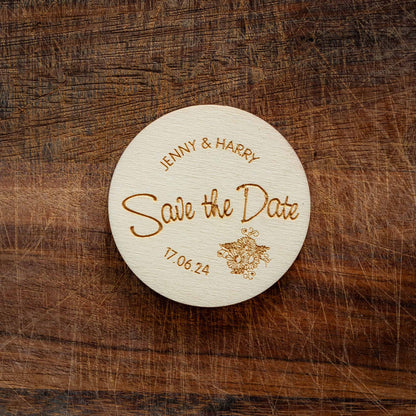 JENNY & HARRY
Save the Date
17.06.24